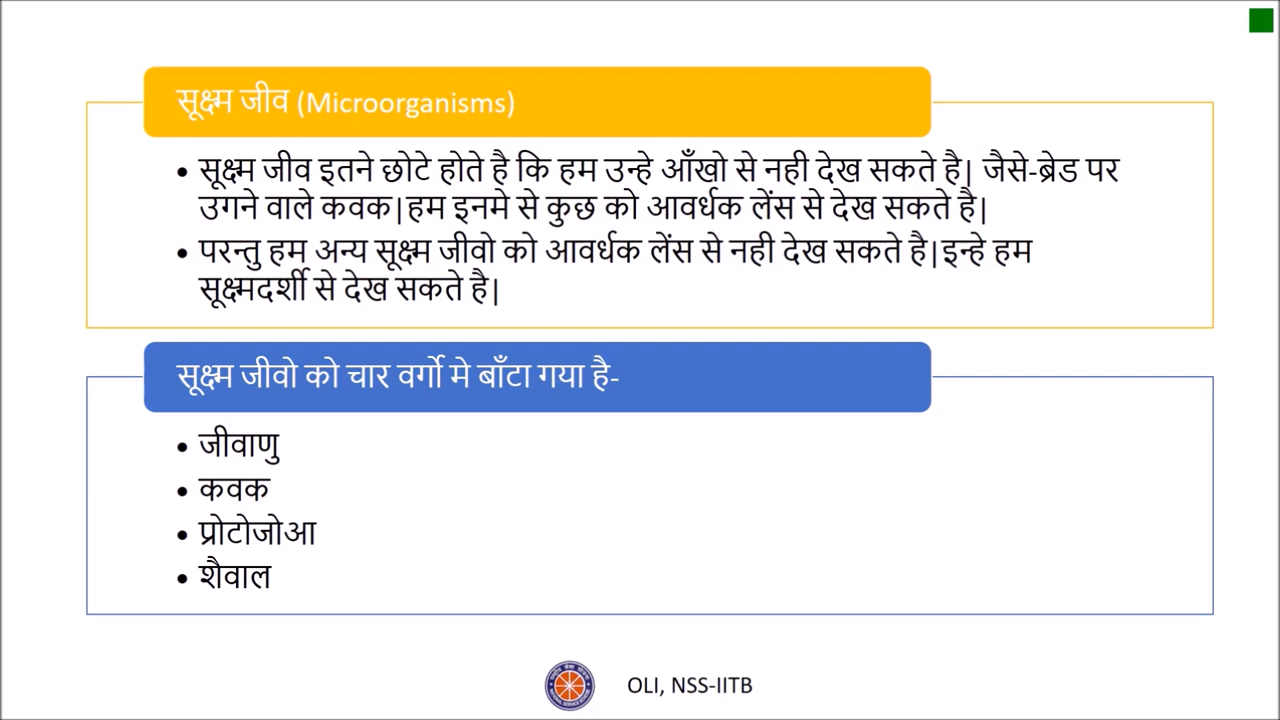 सूक्ष्म जीव (Microorganisms)
• सूक्ष्म जीव इतने छोटे होते है कि हम उन्हे आँखो से नही देख सकते है| जैसे-ब्रेड पर
उगने वाले कवक|हम इनमे से कुछ को आवर्धक लेंस से देख सकते है|
• परन्तु हम अन्य सूक्ष्म जीवो को आवर्धक लेंस से नही देख सकते है|इन्हे हम
सूक्ष्मदर्शी से देख सकते है|
सूक्ष्म जीवो को चार वर्गो मे बाँटा गया है-
• जीवाणु
• कवक
• प्रोटोजोआ
• शैवाल
OLI, NSS-IITB